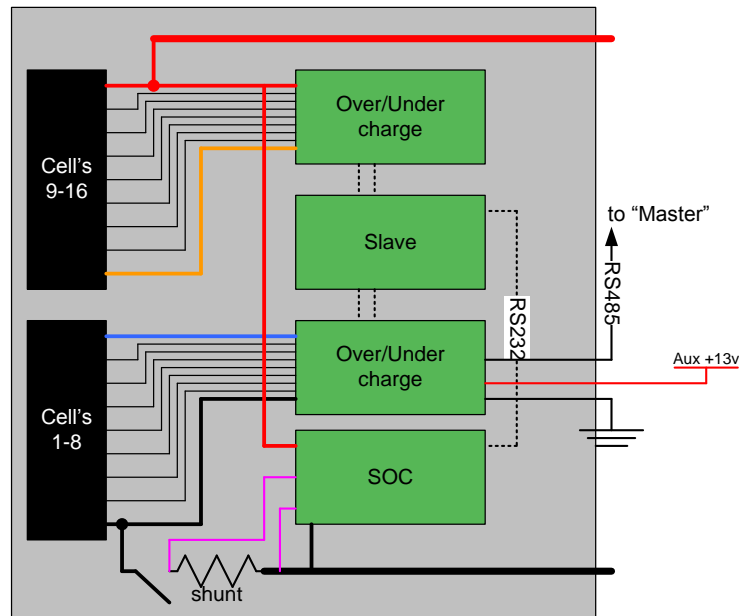 Over/Under
charge
Cell's
9-16
to “Master”
Slave
RS485
RS232
Over/Under
charge
Aux +13v
Cell's
1-8
SOC
shunt